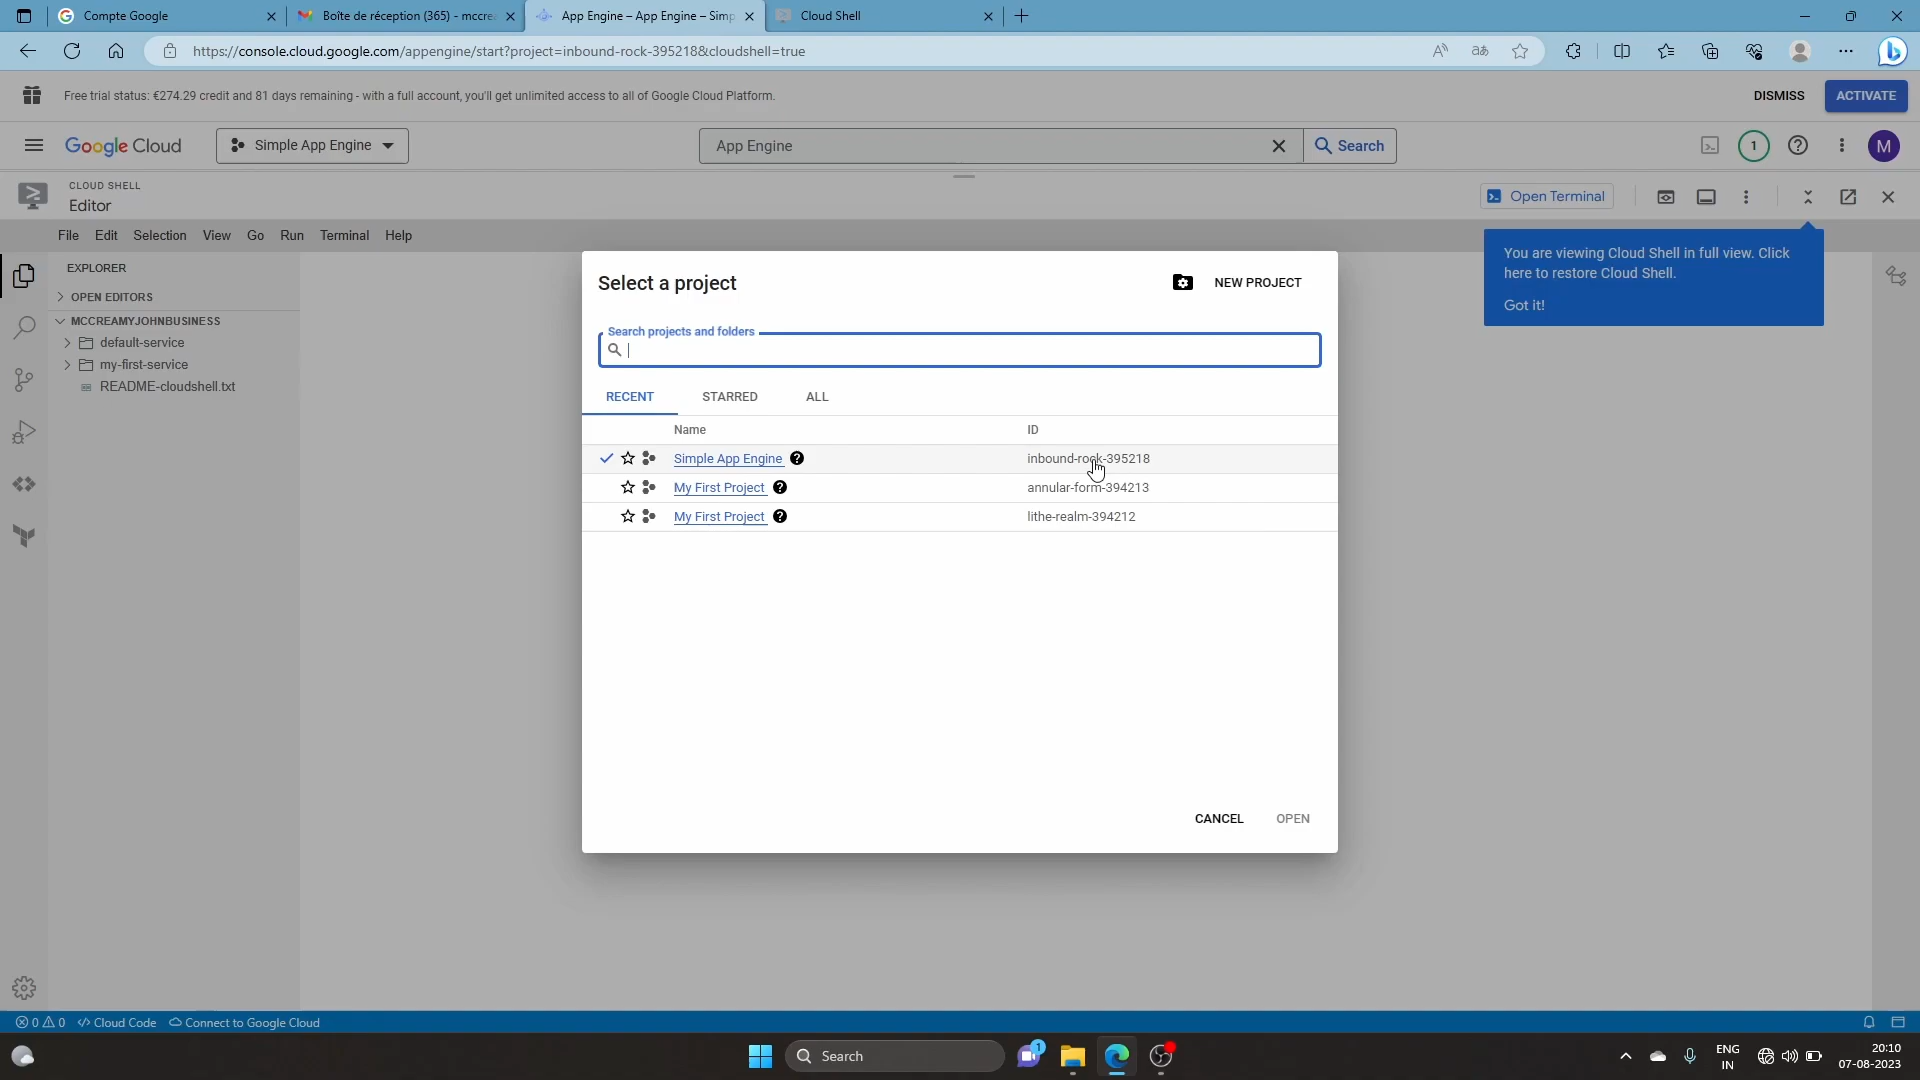 Compte Google
Boîte de réception (365) - mccrea
App Engine – App Engine – Simp
Cloud Shell
https://console.cloud.google.com/appengine/start?project=inbound-rock-395218&cloudshell=true
Free trial status: €274.29 credit and 81 days remaining - with a full account, you'll get unlimited access to all of Google Cloud Platform.
DISMISS
ACTIVATE
Google Cloud
Simple App Engine
App Engine
Search
1
M
CLOUD SHELL
Editor
Open Terminal
File Edit Selection View Go Run Terminal Help
You are viewing Cloud Shell in full view. Click
here to restore Cloud Shell.
Got it!
EXPLORER
OPEN EDITORS
MCCREAMYJOHNBUSINESS
default-service
my-first-service
README-cloudshell.txt
Select a project
NEW PROJECT
Search projects and folders
RECENT STARRED ALL
Name ID
Simple App Engine inbound-rock-395218
My First Project annular-form-394213
My First Project lithe-realm-394212
CANCEL OPEN
0 0 Cloud Code Connect to Google Cloud
Search
1
ENG
IN
20:10
07-08-2023